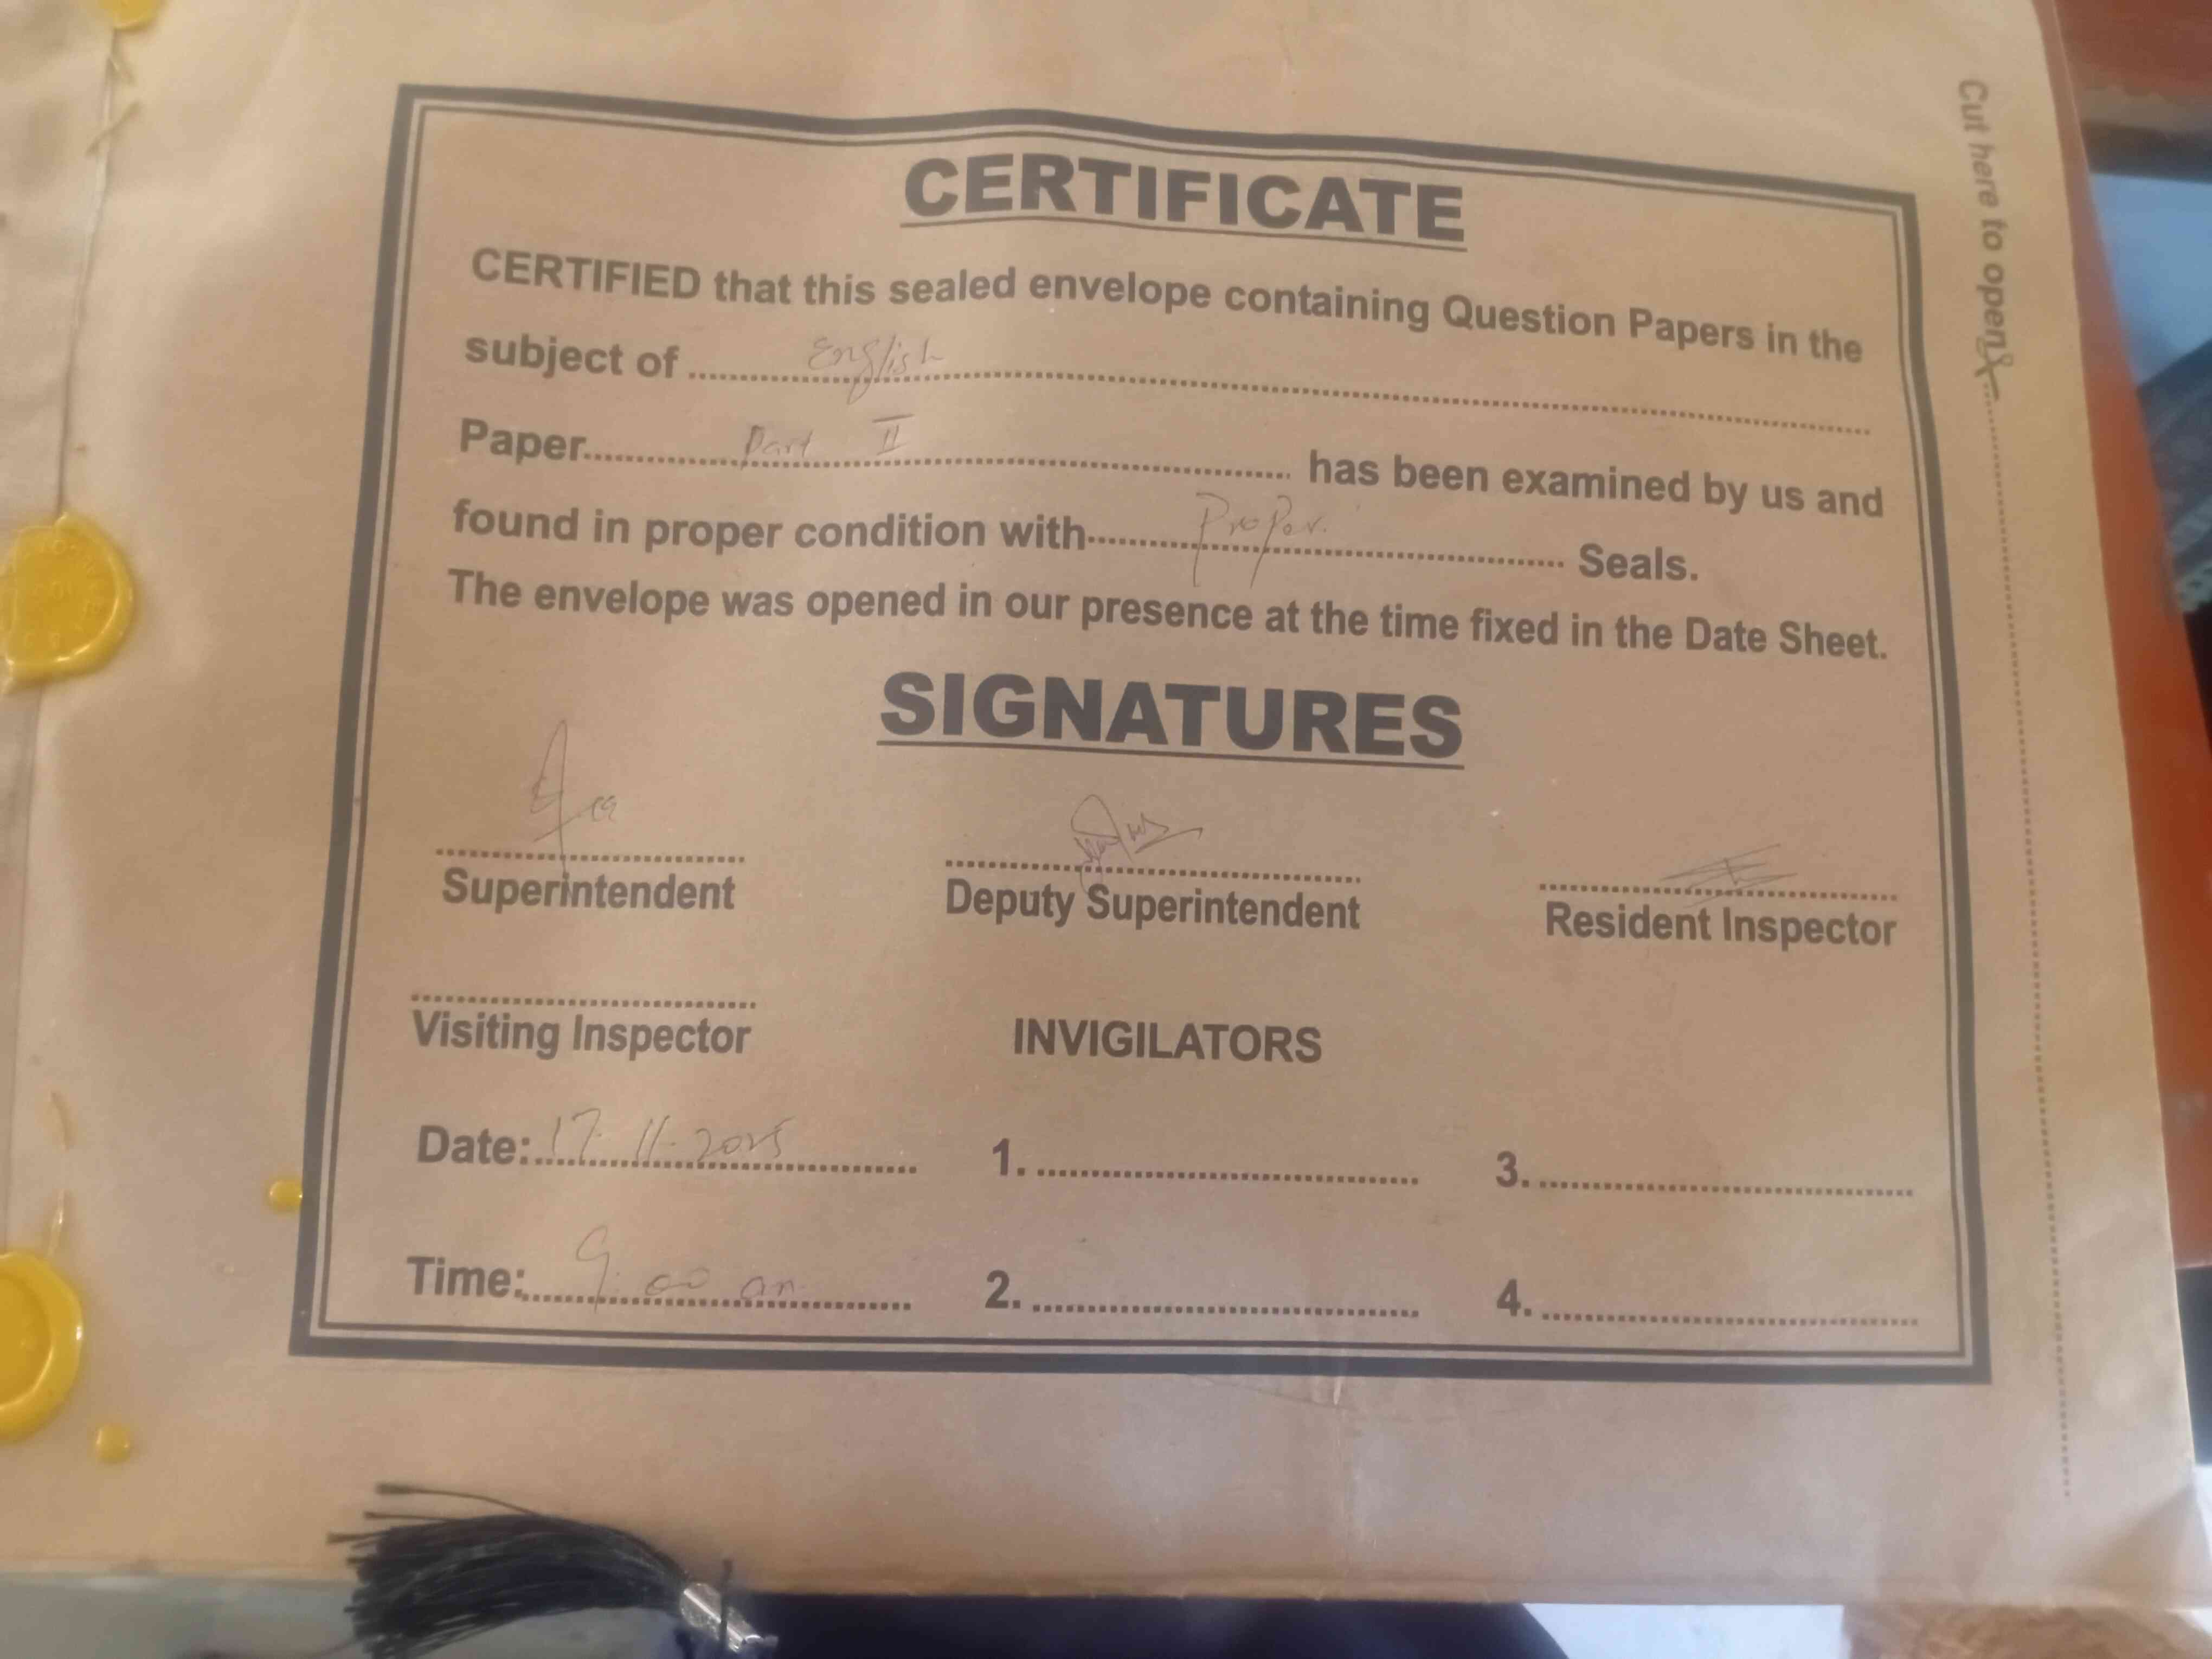 CERTIFICATE
CERTIFIED that this sealed envelope containing Question Papers in the
subject of English
Paper Part II has been examined by us and
found in proper condition with Proper. Seals.
The envelope was opened in our presence at the time fixed in the Date Sheet.
SIGNATURES
Superintendent Deputy Superintendent Resident Inspector
Visiting Inspector INVIGILATORS
Date: 17-11-2025 1. 3.
Time: 9:00 am 2. 4.
Cut here to open